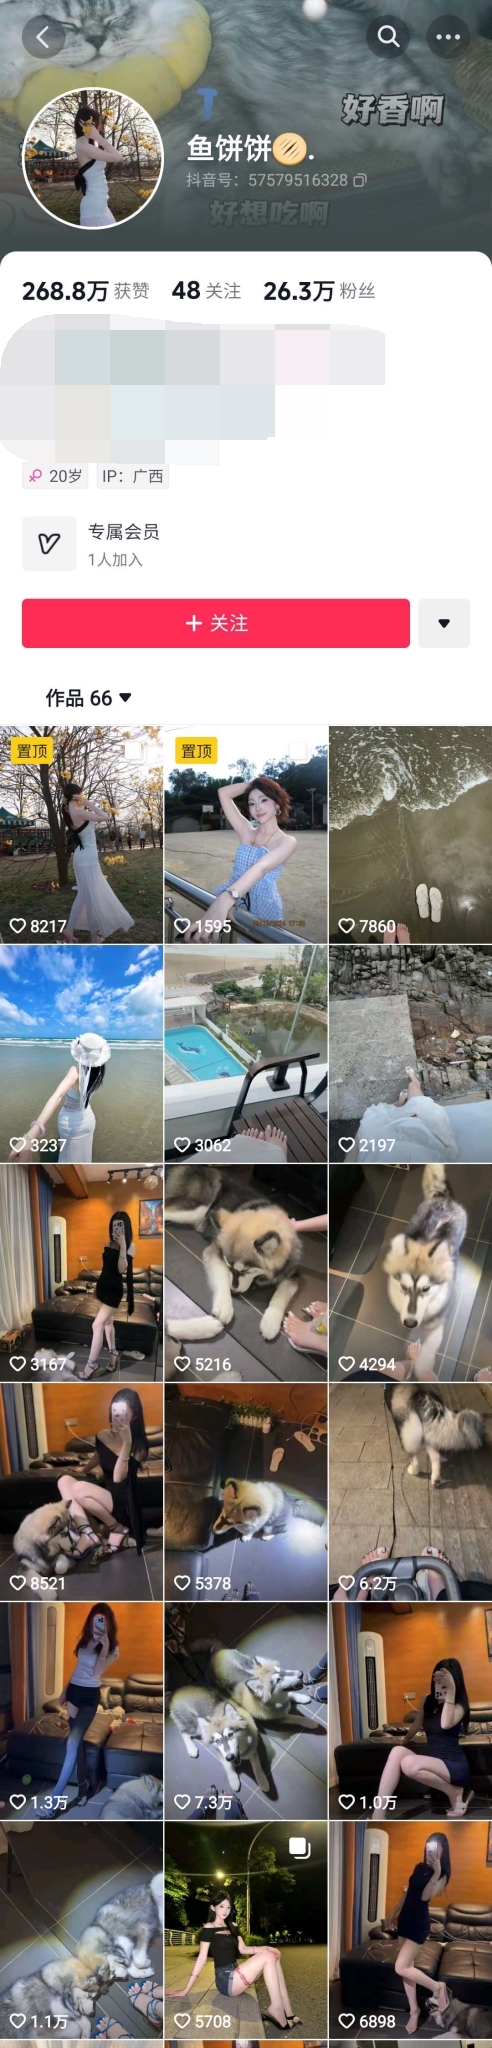 好香啊
鱼饼饼.
抖音号：57579516328
好想吃啊
268.8万 获赞 48 关注 26.3万 粉丝
20岁 IP：广西
专属会员
1人加入
+ 关注
作品 66
置顶 置顶
8217 1595 7860
3237 3062 2197
3167 5216 4294
8521 5378 6.2万
1.3万 7.3万 1.0万
1.1万 5708 6898